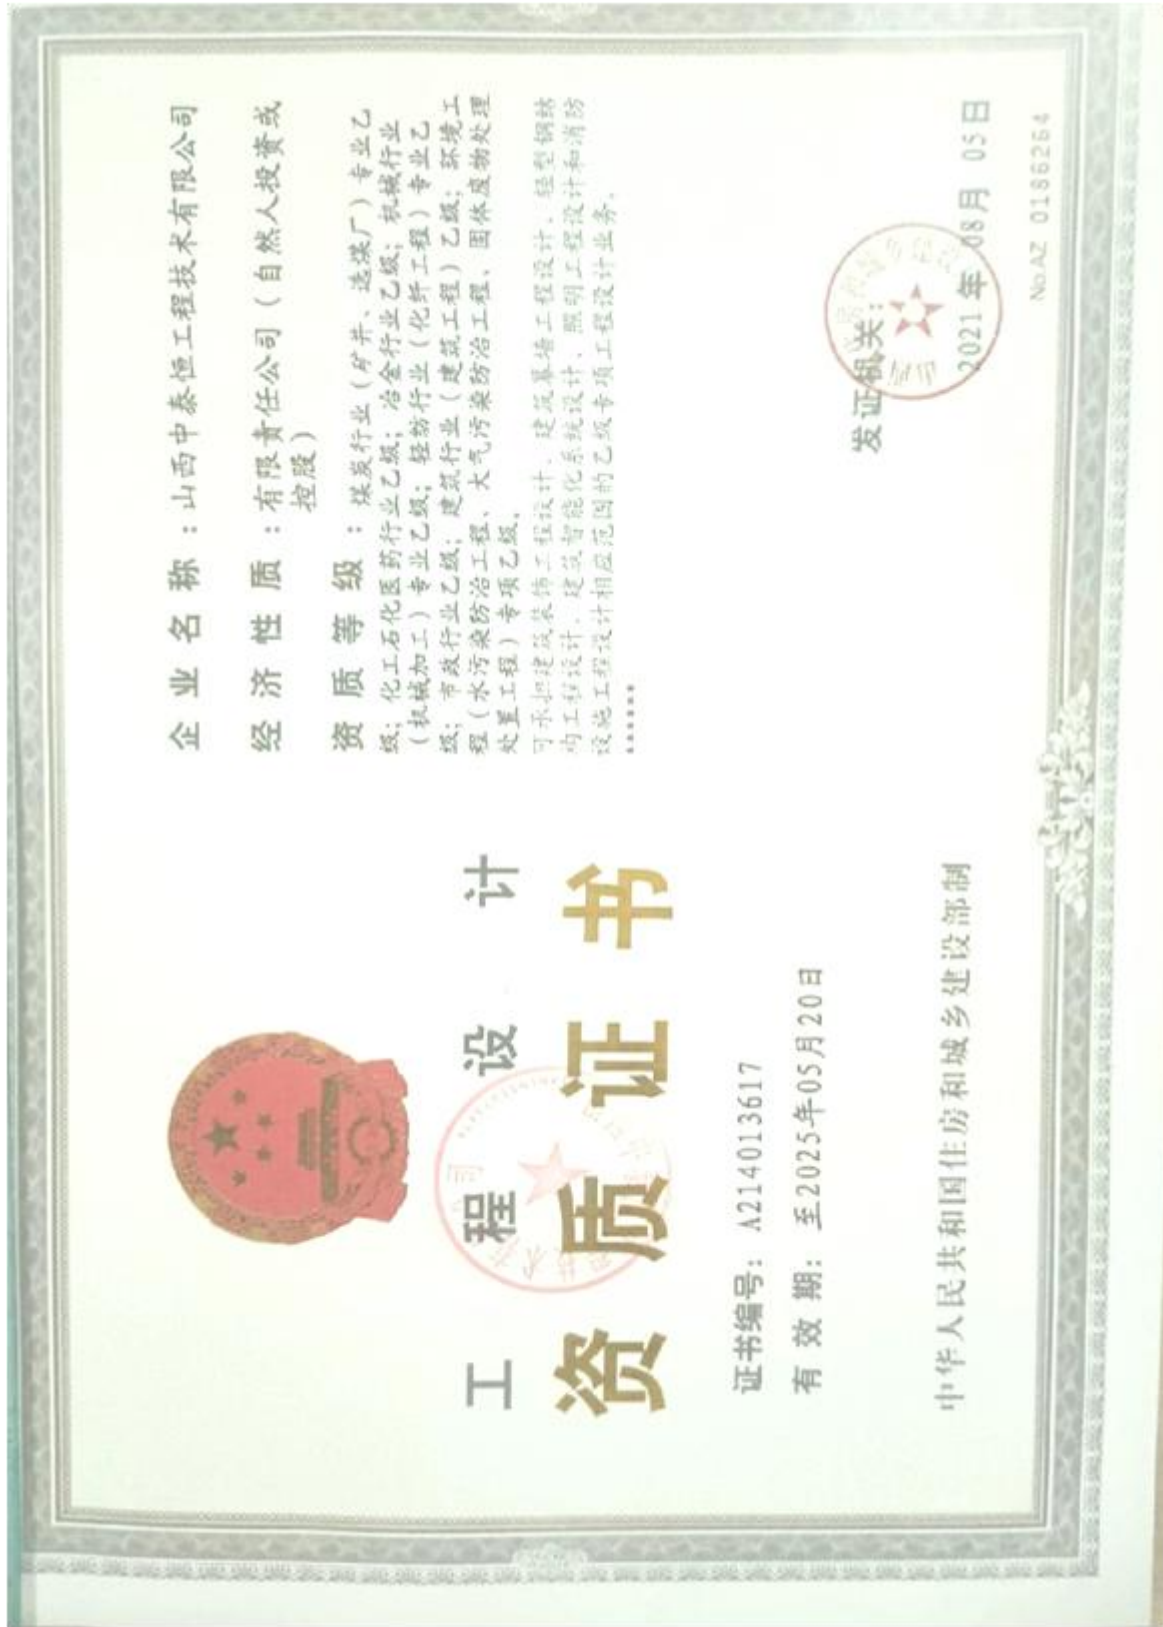 工程设计
资质证书
证书编号：A214013617
有效期：至2025年05月20日
中华人民共和国住房和城乡建设部制
企业名称：山西中泰恒工程技术有限公司
经济性质：有限责任公司（自然人投资或
控股）
资质等级：煤炭行业（矿井、选煤厂）专业乙
级；化工石化医药行业乙级；冶金行业乙级；机械行业
（机械加工）专业乙级；轻纺行业（化纤工程）专业乙
级；市政行业乙级；建筑行业（建筑工程）乙级；环境工
程（水污染防治工程、大气污染防治工程、固体废物处理
处置工程）专项乙级。
可承担建筑装饰工程设计、建筑幕墙工程设计、轻型钢结
构工程设计、建筑智能化系统设计、照明工程设计和消防
设施工程设计相应范围的乙级专项工程设计业务。
******
发证机关：
2021年08月05日
No.AZ 0186264